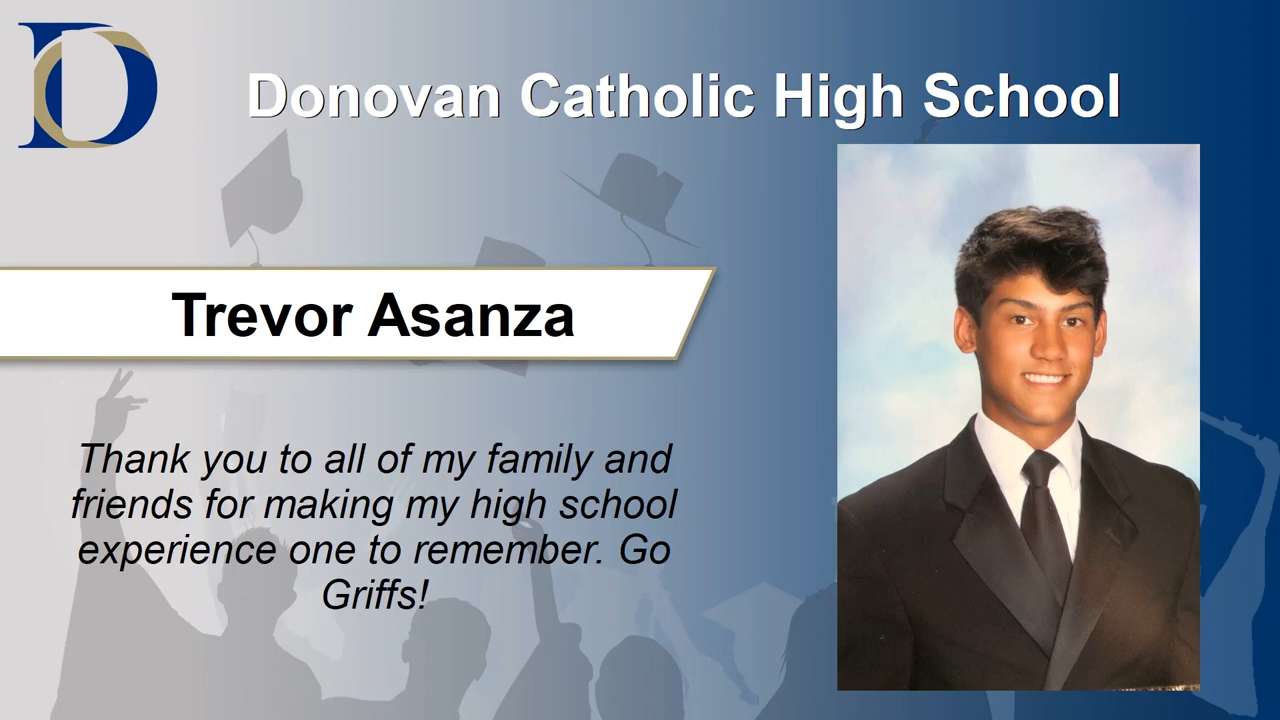 Donovan Catholic High School
Trevor Asanza
Thank you to all of my family and
friends for making my high school
experience one to remember. Go
Griffs!